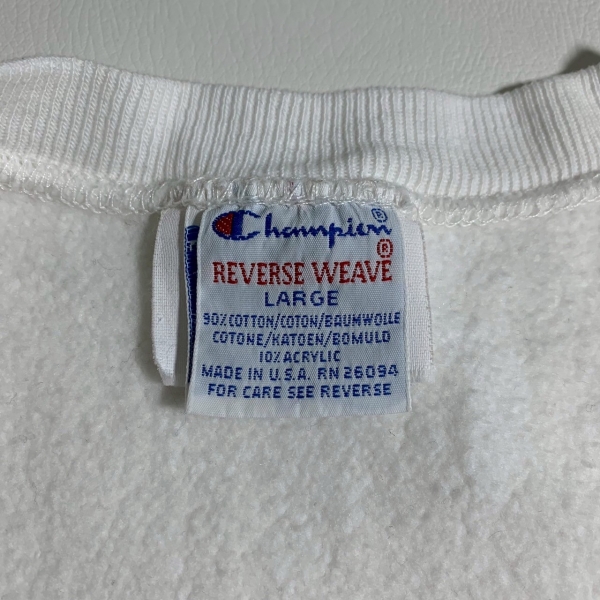 Champion®
REVERSE WEAVE®
LARGE
90% COTTON/COTON/BAUMWOLLE
COTONE/KATOEN/BOMULD
10% ACRYLIC
MADE IN U.S.A. RN 26094
FOR CARE SEE REVERSE